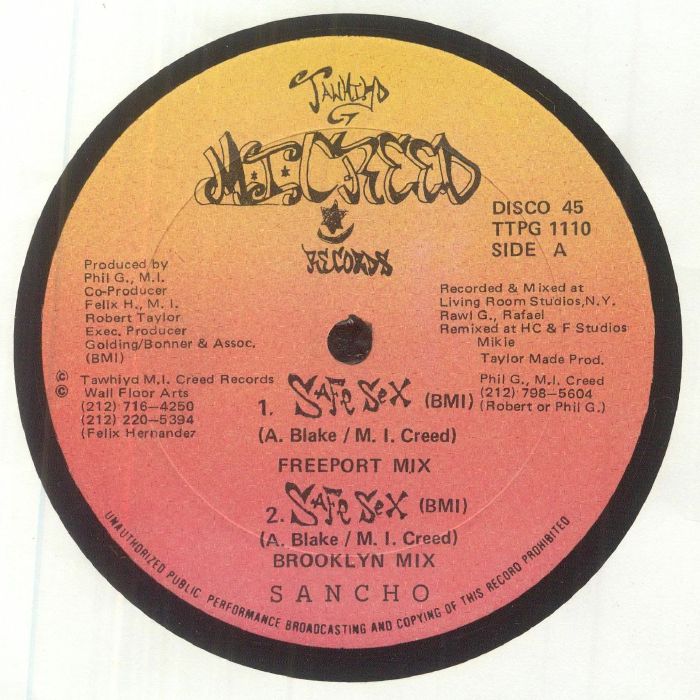 TAWHIYD
G
M.I. CREED
RECORDS
DISCO 45
TTPG 1110
SIDE A
Produced by
Phil G., M.I.
Co-Producer
Felix H., M. I.
Robert Taylor
Exec. Producer
Golding/Bonner & Assoc.
(BMI)
Recorded & Mixed at
Living Room Studios,N.Y.
Rawl G., Rafael
Remixed at HC & F Studios
Mikie
Taylor Made Prod.
© Tawhiyd M.I. Creed Records
© Wall Floor Arts
(212) 716—4250
(212) 220—5394
(Felix Hernandez
Phil G., M.I. Creed
(212) 798—5604
(Robert or Phil G.)
1. SAFE SEX (BMI)
(A. Blake / M. I. Creed)
FREEPORT MIX
2. SAFE SEX (BMI)
(A. Blake / M. I. Creed)
BROOKLYN MIX
SANCHO
UNAUTHORIZED PUBLIC PERFORMANCE BROADCASTING AND COPYING OF THIS RECORD PROHIBITED